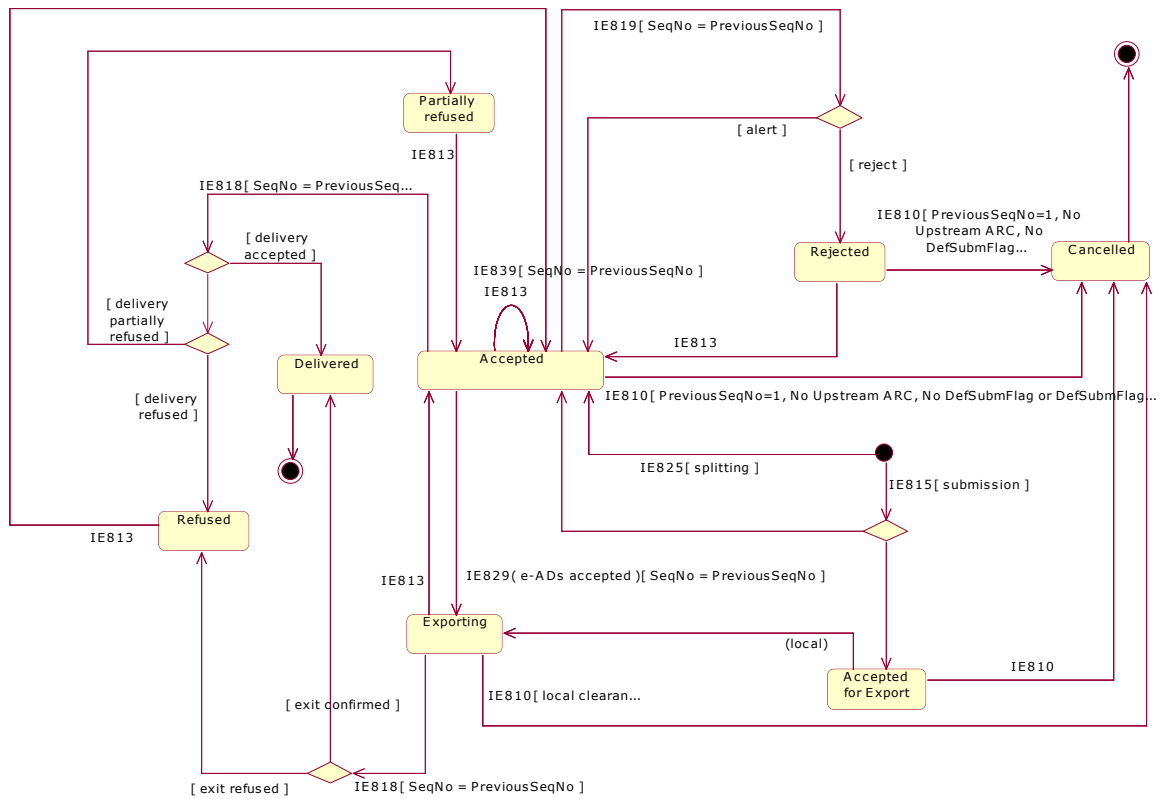 IE819[ SeqNo = PreviousSeqNo ]
Partially
refused
[ alert ]
IE813
[ reject ]
IE818[ SeqNo = PreviousSeq...
IE810[ PreviousSeqNo=1, No
Upstream ARC, No
DefSubmFlag...
[ delivery
accepted ]
Rejected
Cancelled
IE839[ SeqNo = PreviousSeqNo ]
IE813
[ delivery
partially
refused ]
IE813
Delivered
Accepted
IE810[ PreviousSeqNo=1, No Upstream ARC, No DefSubmFlag or DefSubmFlag...
[ delivery
refused ]
IE825[ splitting ]
IE815[ submission ]
Refused
IE813
IE813
IE829( e-ADs accepted )[ SeqNo = PreviousSeqNo ]
Exporting
(local)
Accepted
for Export
IE810
IE810[ local clearan...
[ exit confirmed ]
[ exit refused ]
IE818[ SeqNo = PreviousSeqNo ]